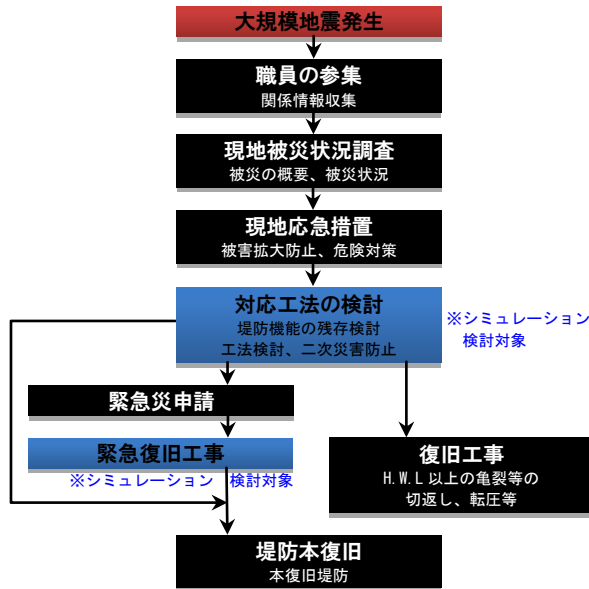 大規模地震発生
職員の参集
関係情報収集
現地被災状況調査
被災の概要、被災状況
現地応急措置
被害拡大防止、危険対策
対応工法の検討
堤防機能の残存検討
工法検討、二次災害防止
※シミュレーション
検討対象
緊急災申請
緊急復旧工事
※シミュレーション 検討対象
復旧工事
H.W.L以上の亀裂等の
切返し、転圧等
堤防本復旧
本復旧堤防